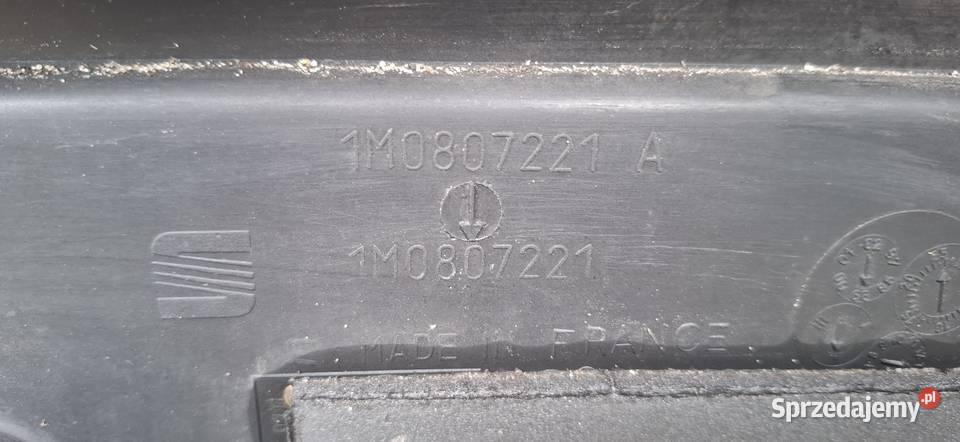 1M0807221 A
1M0807221
MADE IN FRANCE
Sprzedajemy.pl